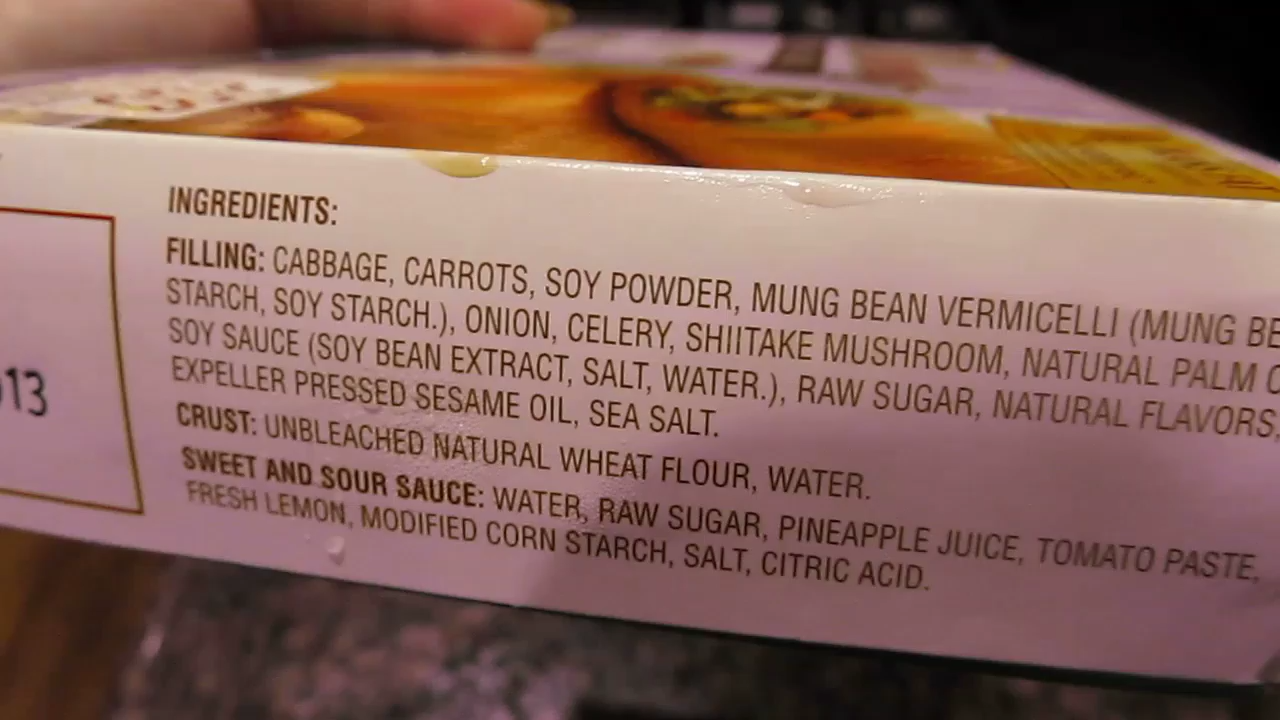 INGREDIENTS:
FILLING: CABBAGE, CARROTS, SOY POWDER, MUNG BEAN VERMICELLI (MUNG
STARCH, SOY STARCH.), ONION, CELERY, SHIITAKE MUSHROOM, NATURAL PALM
SOY SAUCE (SOY BEAN EXTRACT, SALT, WATER.), RAW SUGAR, NATURAL FLAVORS,
EXPELLER PRESSED SESAME OIL, SEA SALT.
CRUST: UNBLEACHED NATURAL WHEAT FLOUR, WATER.
SWEET AND SOUR SAUCE: WATER, RAW SUGAR, PINEAPPLE JUICE, TOMATO PASTE,
FRESH LEMON, MODIFIED CORN STARCH, SALT, CITRIC ACID.